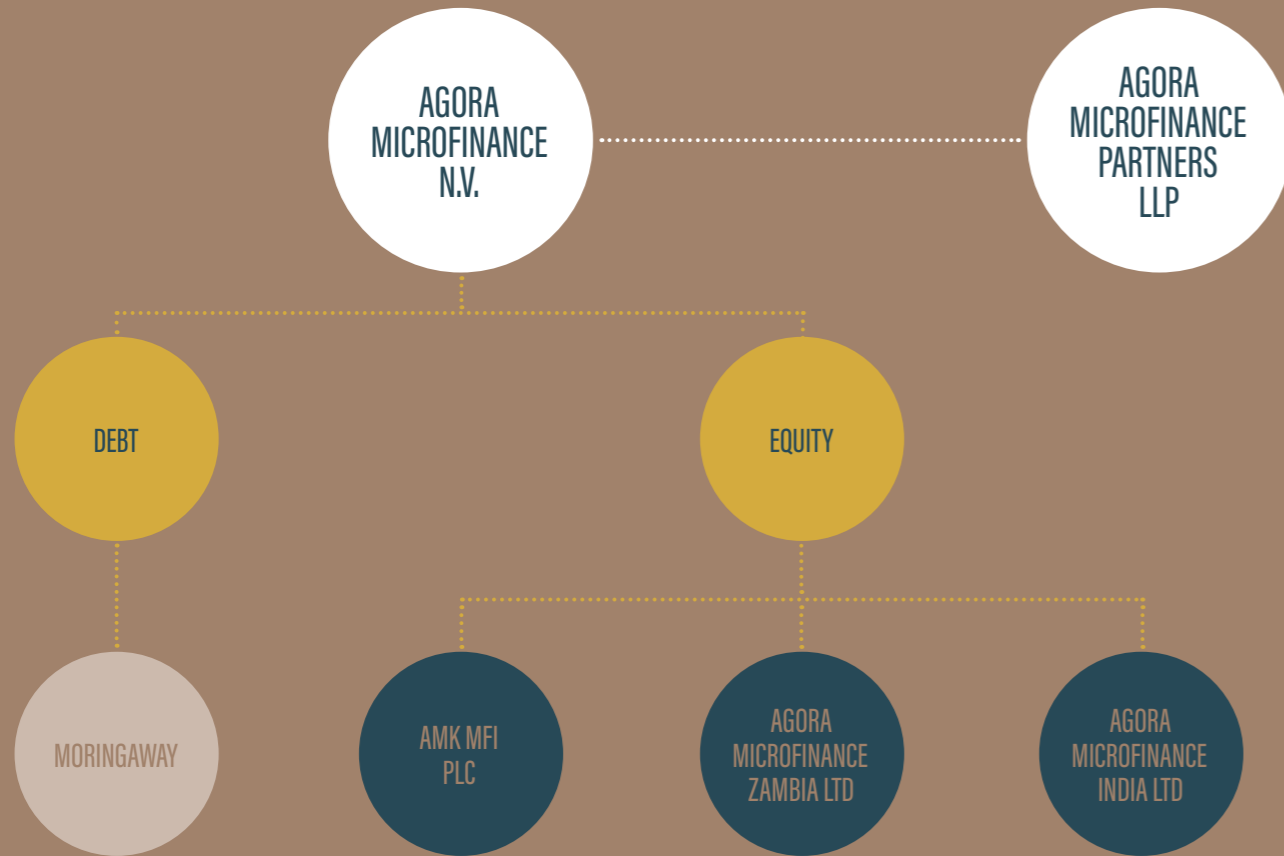 AGORA
MICROFINANCE
N.V.
AGORA
MICROFINANCE
PARTNERS
LLP
DEBT
EQUITY
MORINGAWAY
AMK MFI
PLC
AGORA
MICROFINANCE
ZAMBIA LTD
AGORA
MICROFINANCE
INDIA LTD